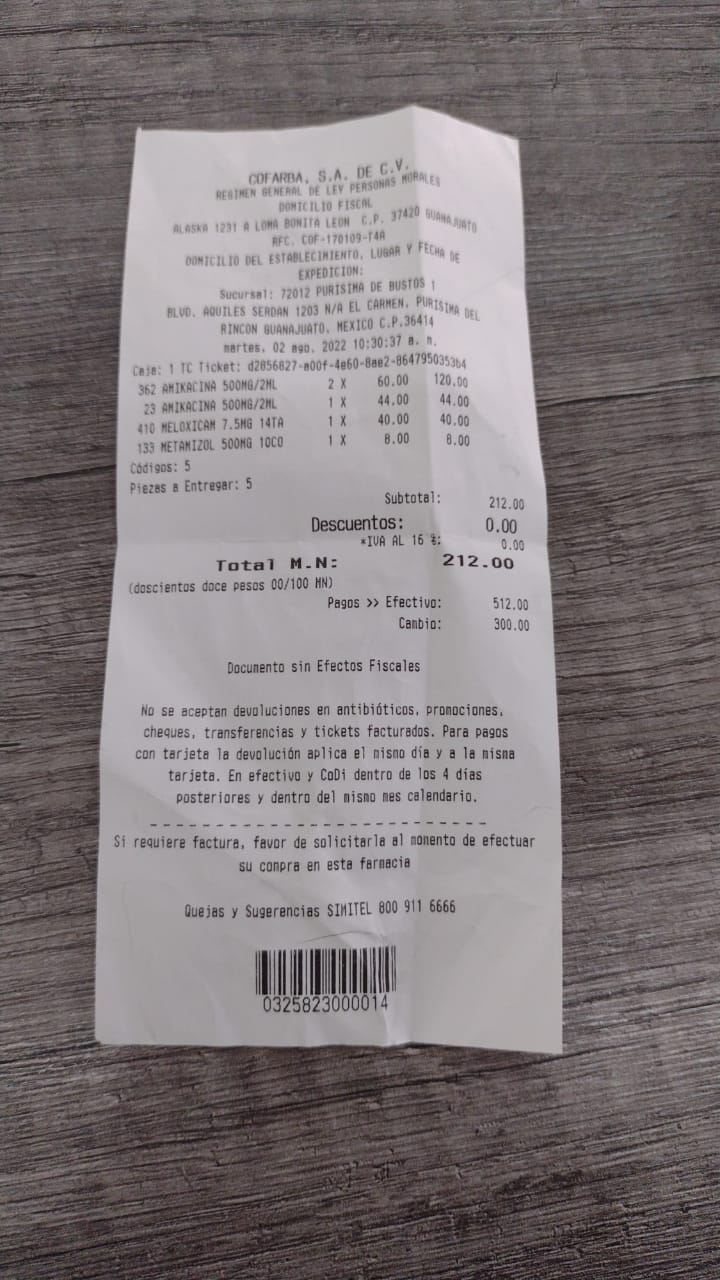 COFARBA, S.A. DE C.V.
REGIMEN GENERAL DE LEY PERSONAS MORALES
DOMICILIO FISCAL
ALASKA 1231 A LOMA BONITA LEON C.P. 37420 GUANAJUATO
RFC. COF-170109-T4A
DOMICILIO DEL ESTABLECIMIENTO, LUGAR Y FECHA DE
EXPEDICION:
Sucursal: 72012 PURISIMA DE BUSTOS 1
BLVD. AQUILES SERDAN 1203 N/A EL CARMEN, PURISIMA DEL
RINCON GUANAJUATO, MEXICO C.P.36414
martes, 02 ago. 2022 10:30:37 a. m.
Caja: 1 TC Ticket: d2856827-a00f-4e60-8ae2-864795035364
362 AMIKACINA 500MG/2ML 2 X 60.00 120.00
23 AMIKACINA 500MG/2ML 1 X 44.00 44.00
410 MELOXICAM 7.5MG 14TA 1 X 40.00 40.00
133 METAMIZOL 500MG 10CO 1 X 8.00 8.00
Códigos: 5
Piezas a Entregar: 5
Subtotal: 212.00
Descuentos: 0.00
*IVA AL 16 %: 0.00
Total M.N: 212.00
(doscientos doce pesos 00/100 MN)
Pagos >> Efectivo: 512.00
Cambio: 300.00
Documento sin Efectos Fiscales
No se aceptan devoluciones en antibióticos, promociones,
cheques, transferencias y tickets facturados. Para pagos
con tarjeta la devolución aplica el mismo día y a la misma
tarjeta. En efectivo y CoDi dentro de los 4 días
posteriores y dentro del mismo mes calendario.
Si requiere factura, favor de solicitarla al momento de efectuar
su compra en esta farmacia
Quejas y Sugerencias SIMITEL 800 911 6666
0325823000014